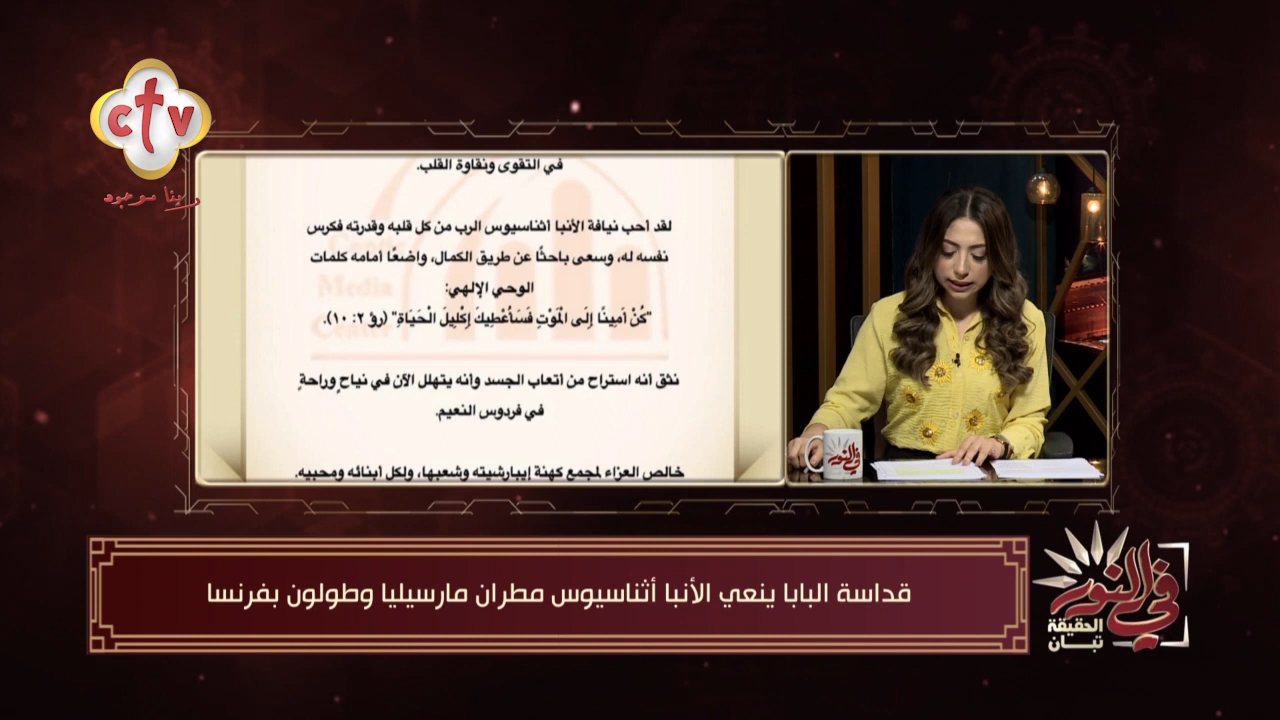 ctv
ربنا موجود
في التقوى ونقاوة القلب.
لقد أحب نيافة الأنبا أثناسيوس الرب من كل قلبه وقدرته فكرس
نفسه له، وسعى باحثًا عن طريق الكمال، واضعًا أمامه كلمات
الوحي الإلهي:
"كُنْ أَمِينًا إِلَى الْمَوْتِ فَسَأُعْطِيكَ إِكْلِيلَ الْحَيَاةِ" (رؤ ٢: ١٠).
نثق أنه استراح من أتعاب الجسد وأنه يتهلل الآن في نياحٍ وراحةٍ
في فردوس النعيم.
خالص العزاء لمجمع كهنة إيبارشيته وشعبها، ولكل أبنائه ومحبيه.
Media
Center
في النور
قداسة البابا ينعي الأنبا أثناسيوس مطران مارسيليا وطولون بفرنسا
في النور
الحقيقة
تبان